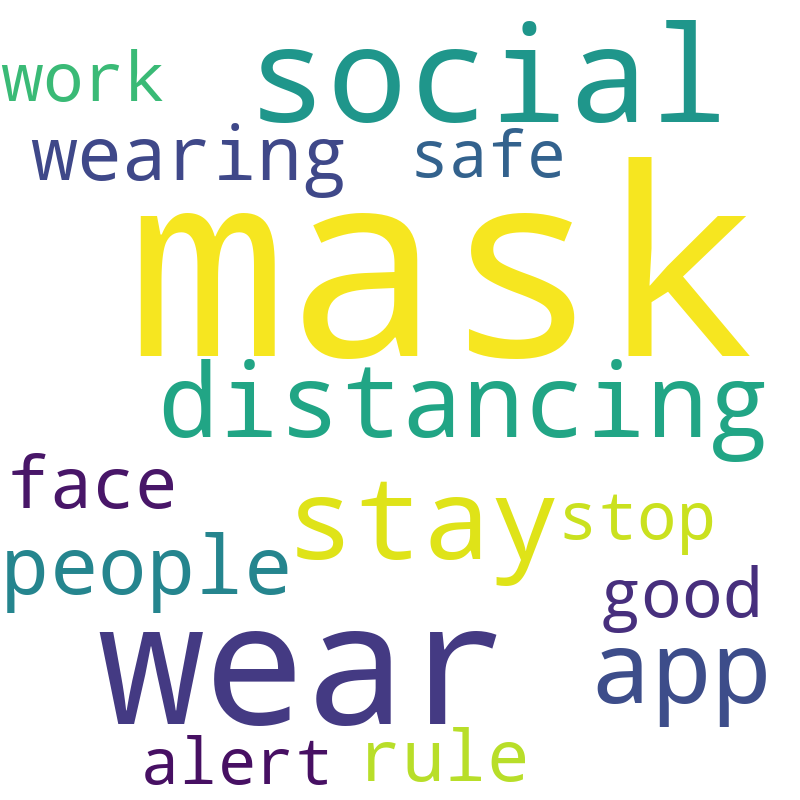 work social
wearing safe
mask
distancing
face
stay stop
people
good
wear app
alert rule